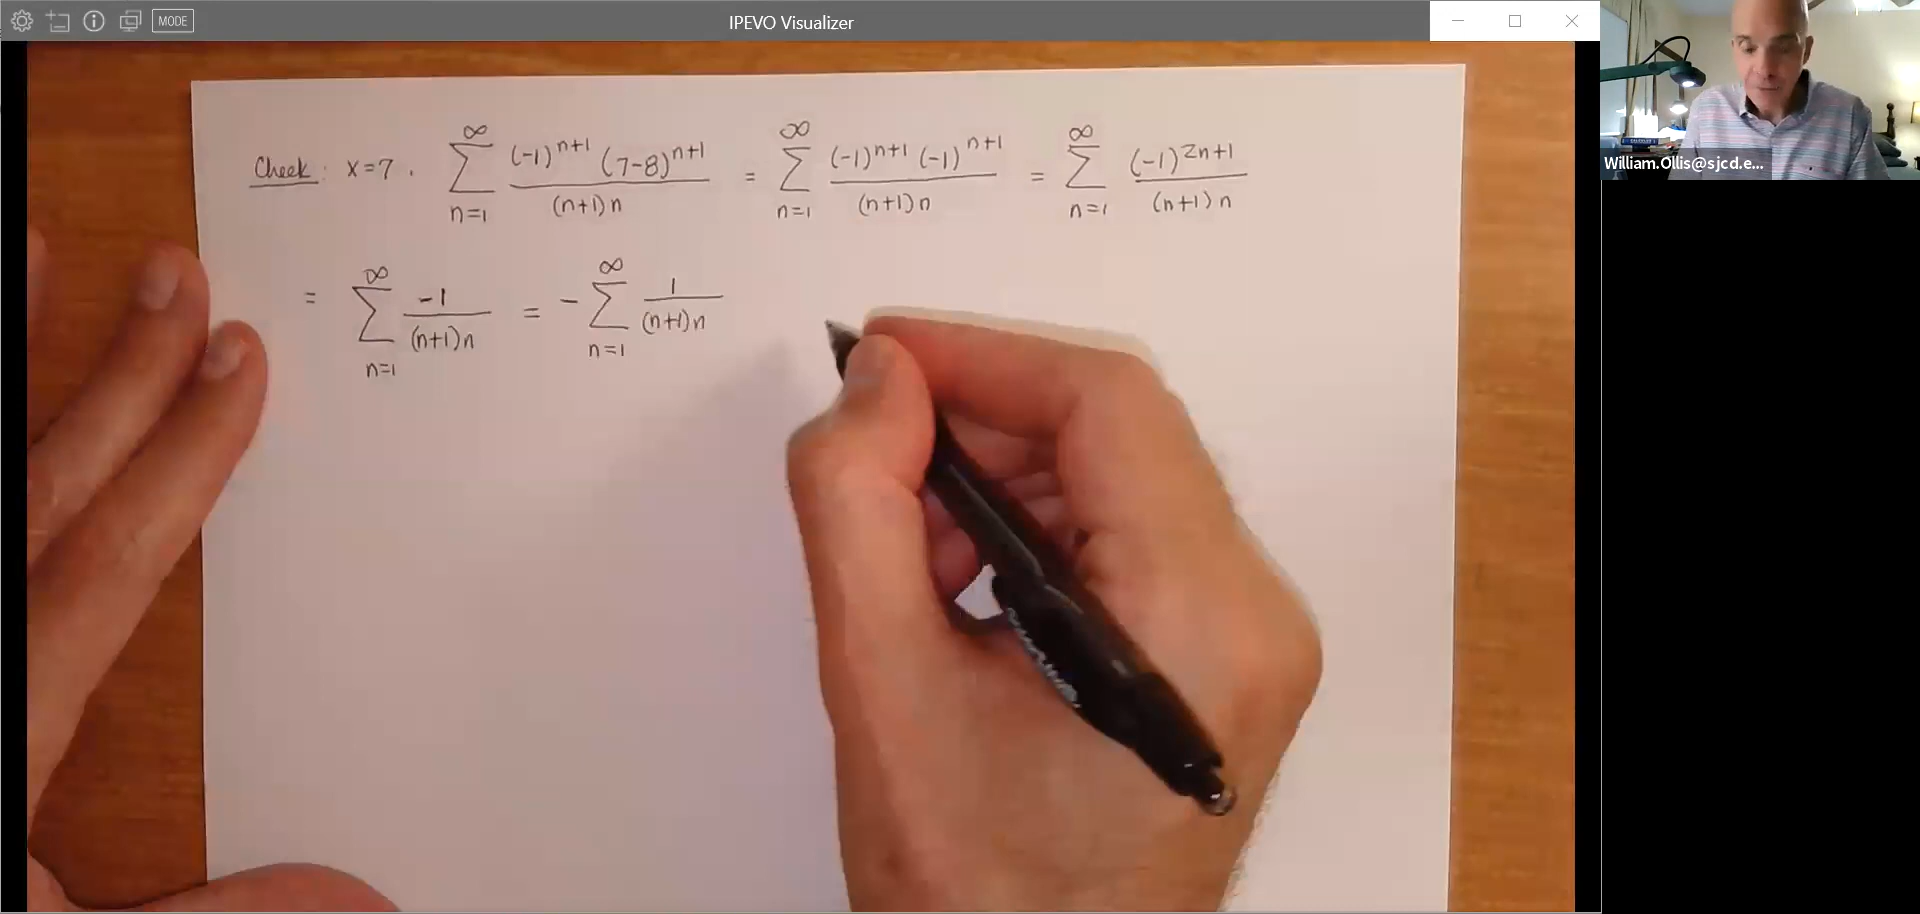 MODE
IPEVO Visualizer
William.Ollis@sjcd.e...
Check: x=7. ∞∑n=1 (-1)^n+1 (7-8)^n+1 / (n+1)n = ∞∑n=1 (-1)^n+1 (-1)^n+1 / (n+1)n = ∞∑n=1 (-1)^2n+1 / (n+1)n
= ∞∑n=1 -1 / (n+1)n = - ∞∑n=1 1 / (n+1)n